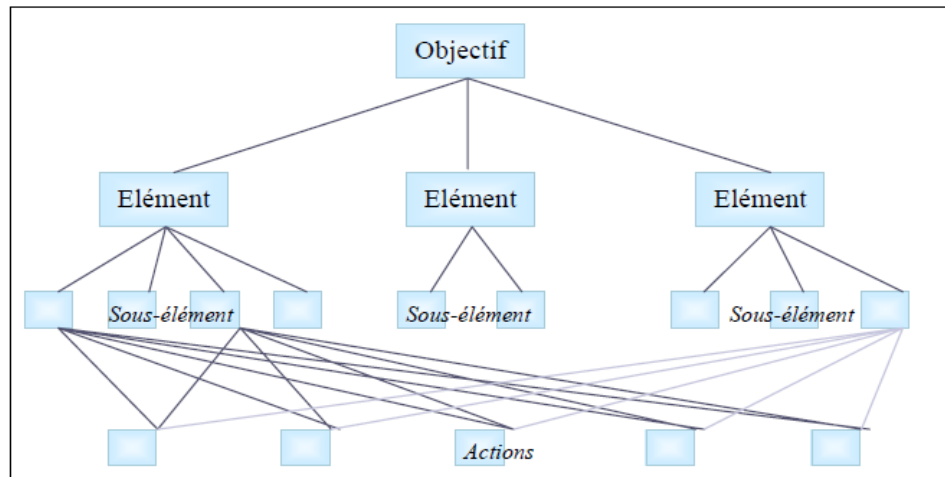 Objectif
Elément
Elément
Elément
Sous-élément
Sous-élément
Sous-élément
Actions